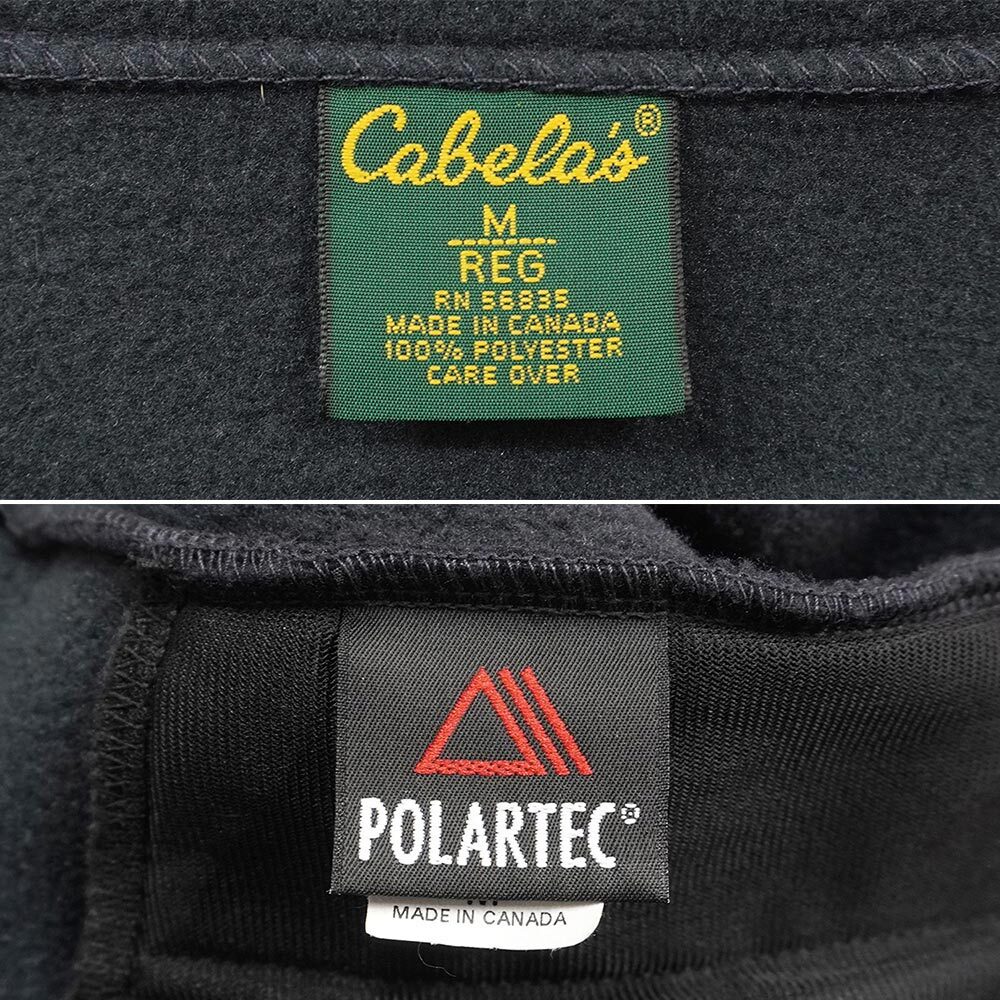 Cabela's®
M
REG
RN 56835
MADE IN CANADA
100% POLYESTER
CARE OVER
POLARTEC®
MADE IN CANADA